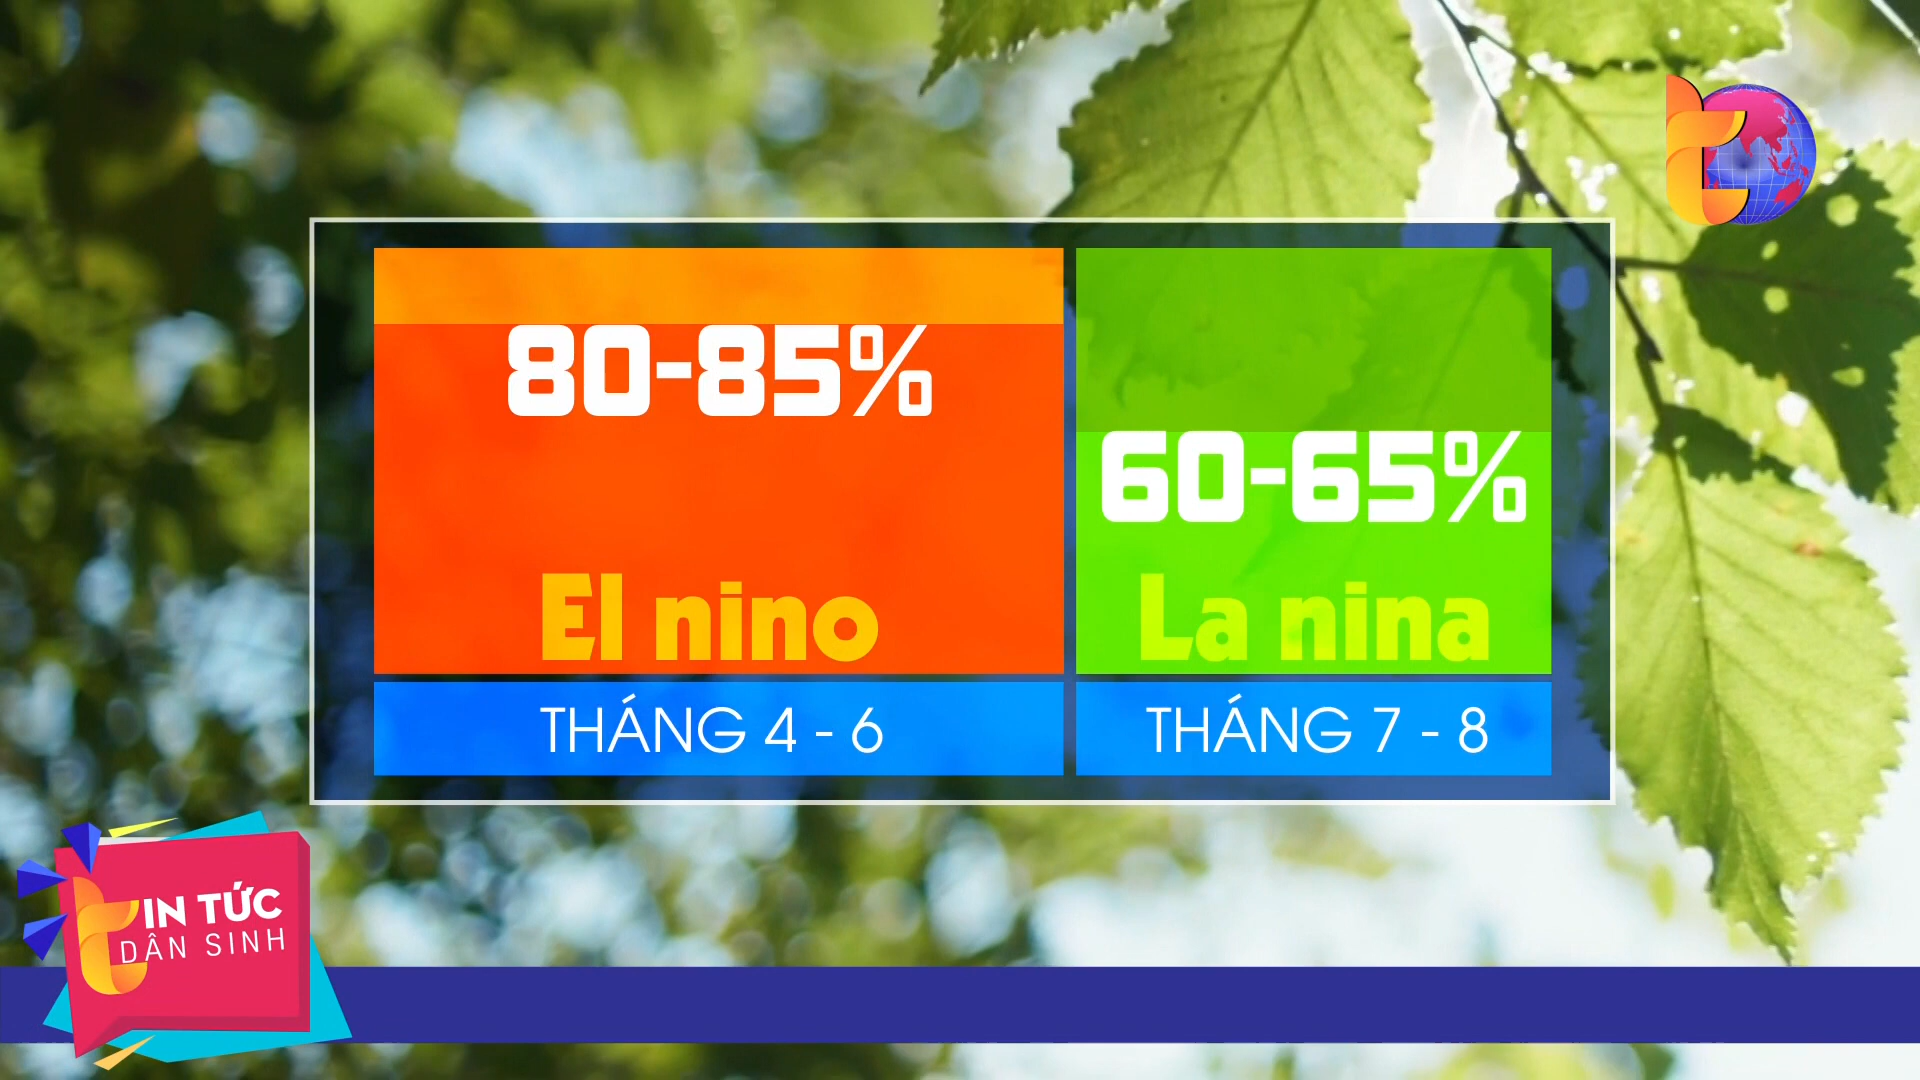 80-85%
El nino
THÁNG 4 - 6
60-65%
La nina
THÁNG 7 - 8
TIN TỨC
DÂN SINH